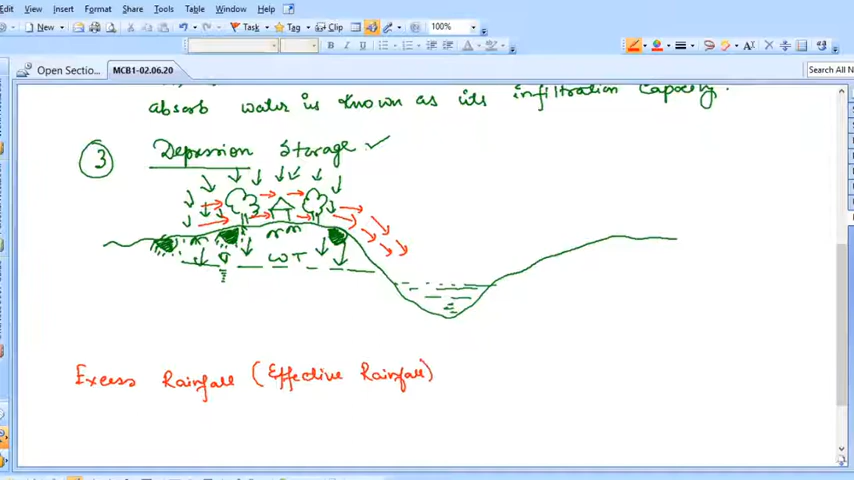 Edit View Insert Format Share Tools Table Window Help
New Task Tag Clip 100%
B I U
Open Sectio... MCB1-02.06.20 Search All N
absorb water is known as its infiltration Capacity.
3 Depression Storage ✓
WT
Excess Rainfall (Effective Rainfall)